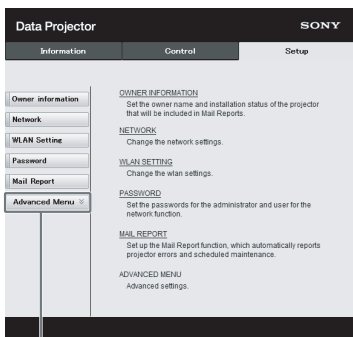 Data Projector
SONY
Information
Control
Setup
Owner information
Network
WLAN Setting
Password
Mail Report
Advanced Menu
OWNER INFORMATION
Set the owner name and installation status of the projector
that will be included in Mail Reports.
NETWORK
Change the network settings.
WLAN SETTING
Change the wlan settings.
PASSWORD
Set the passwords for the administrator and user for the
network function.
MAIL REPORT
Set up the Mail Report function, which automatically reports
projector errors and scheduled maintenance.
ADVANCED MENU
Advanced settings.